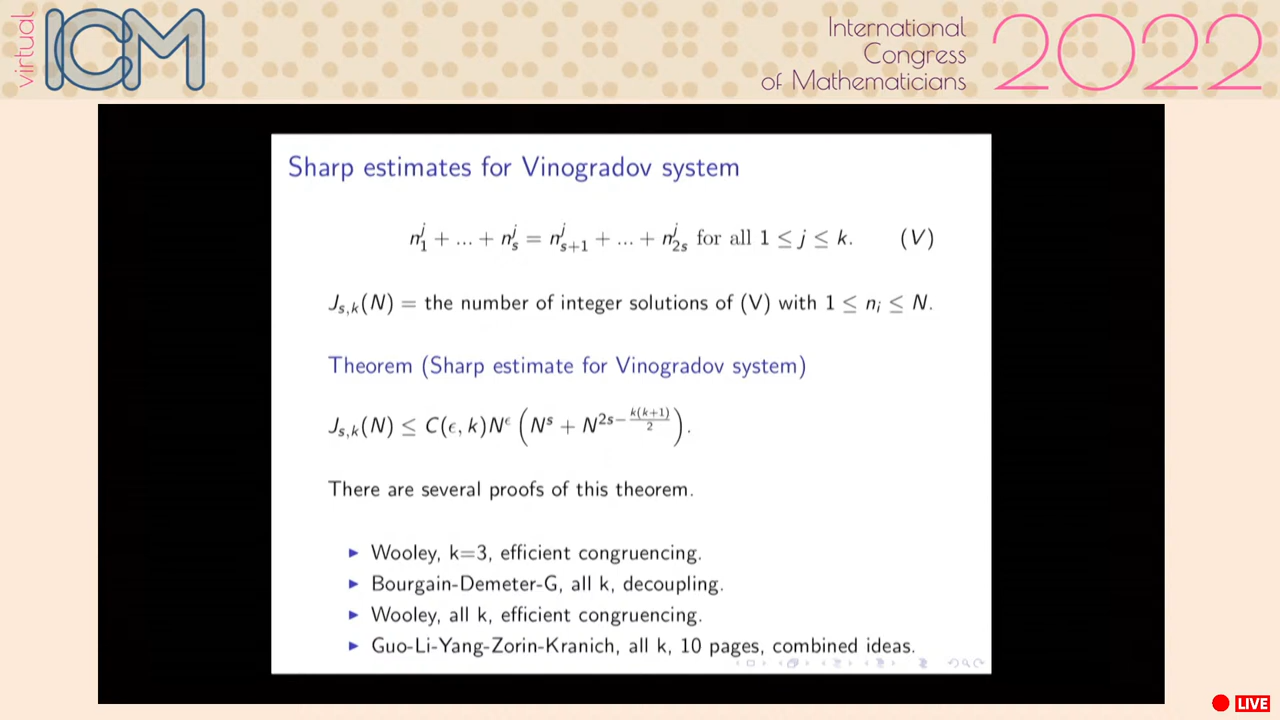 virtual
ICM
International
Congress
of Mathematicians
2022
Sharp estimates for Vinogradov system
n_1^j + ... + n_s^j = n_{s+1}^j + ... + n_{2s}^j for all 1 ≤ j ≤ k. (V)
J_{s,k}(N) = the number of integer solutions of (V) with 1 ≤ n_i ≤ N.
Theorem (Sharp estimate for Vinogradov system)
J_{s,k}(N) ≤ C(ϵ, k)N^ϵ (N^s + N^{2s−\frac{k(k+1)}{2}}).
There are several proofs of this theorem.
▶ Wooley, k=3, efficient congruencing.
▶ Bourgain-Demeter-G, all k, decoupling.
▶ Wooley, all k, efficient congruencing.
▶ Guo-Li-Yang-Zorin-Kranich, all k, 10 pages, combined ideas.
LIVE